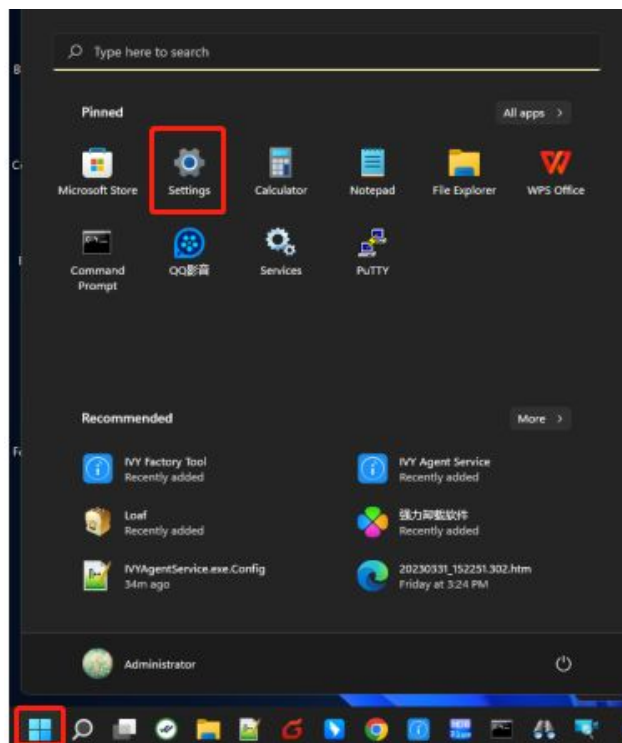 Type here to search
Pinned
All apps >
Microsoft Store
Settings
Calculator
Notepad
File Explorer
WPS Office
Command
Prompt
QQ影音
Services
PuTTY
Recommended
More >
IVY Factory Tool
Recently added
IVY Agent Service
Recently added
Loaf
Recently added
强力卸载软件
Recently added
IVYAgentService.exe.Config
34m ago
20230331_152251.302.htm
Friday at 3:24 PM
Administrator